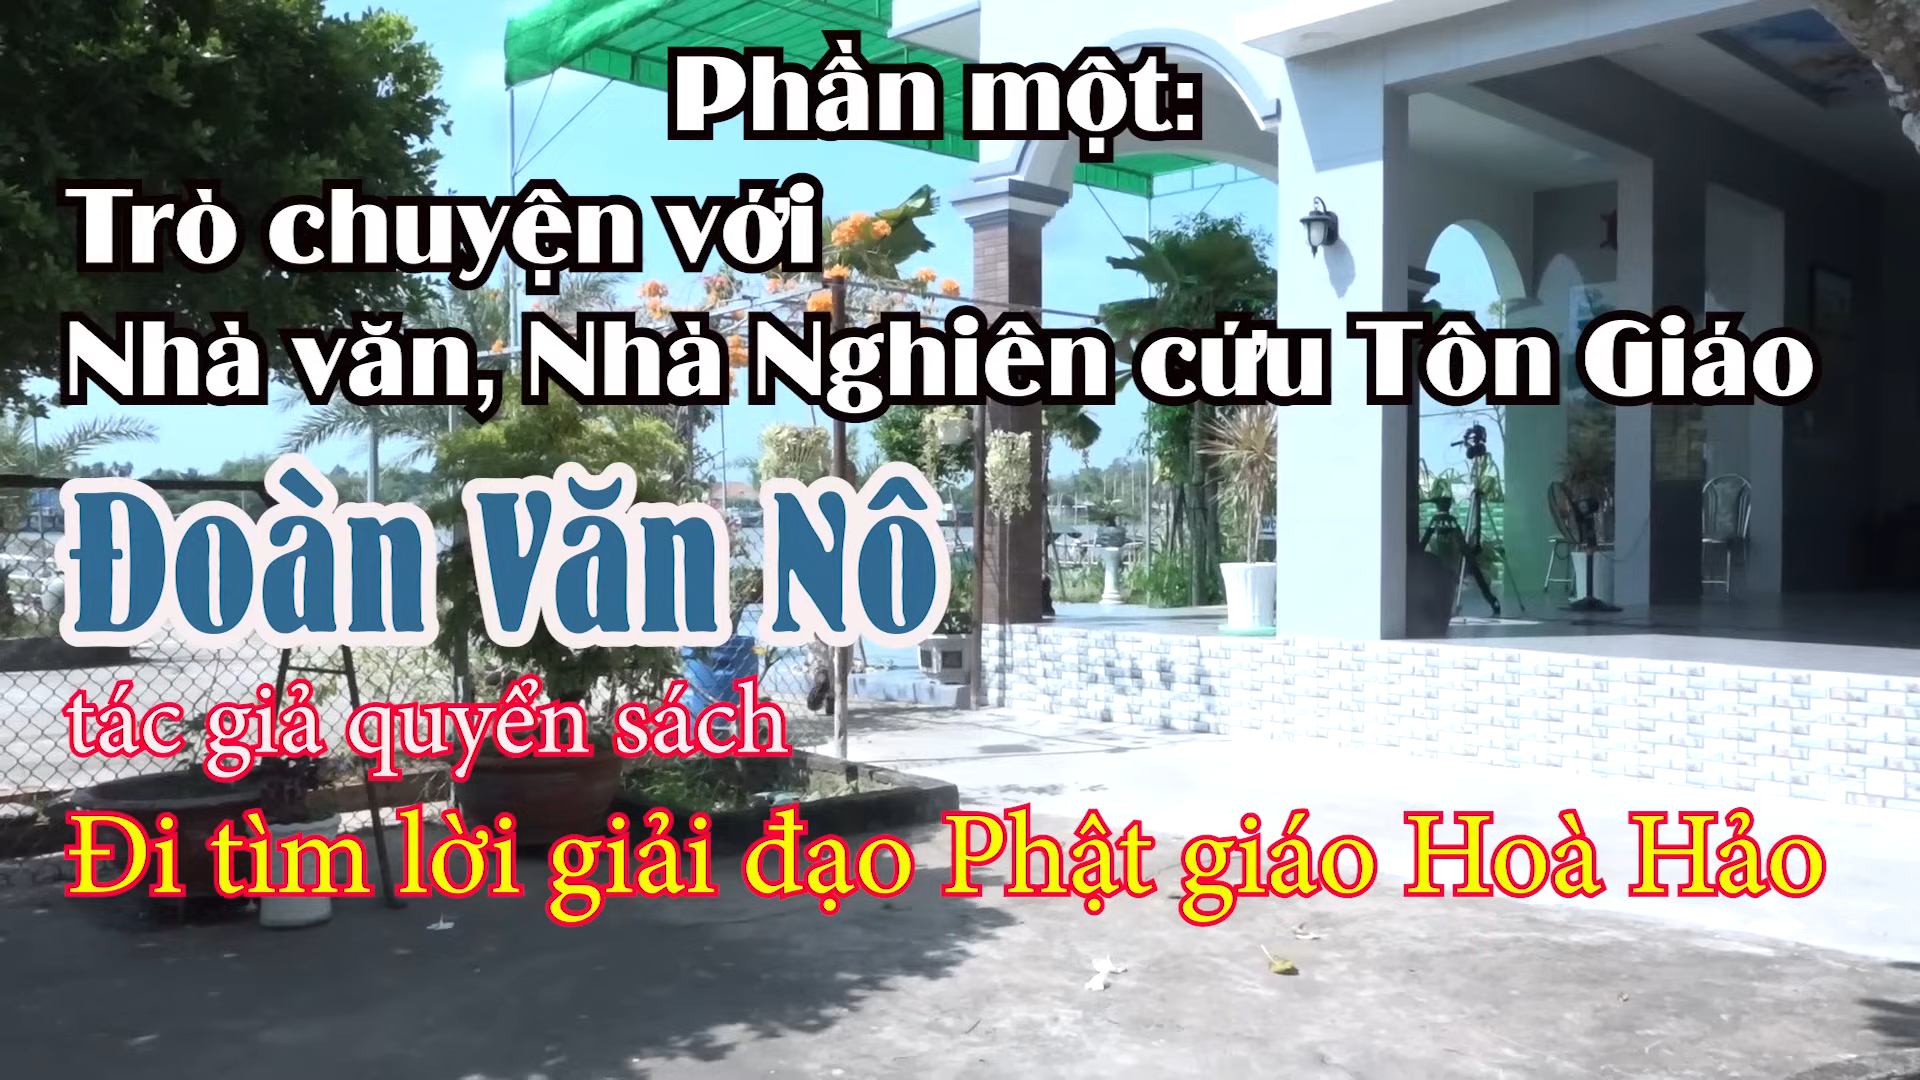 Phần một:
Trò chuyện với
Nhà văn, Nhà Nghiên cứu Tôn Giáo
Đoàn Văn Nô
tác giả quyển sách
Đi tìm lời giải đạo Phật giáo Hoà Hảo